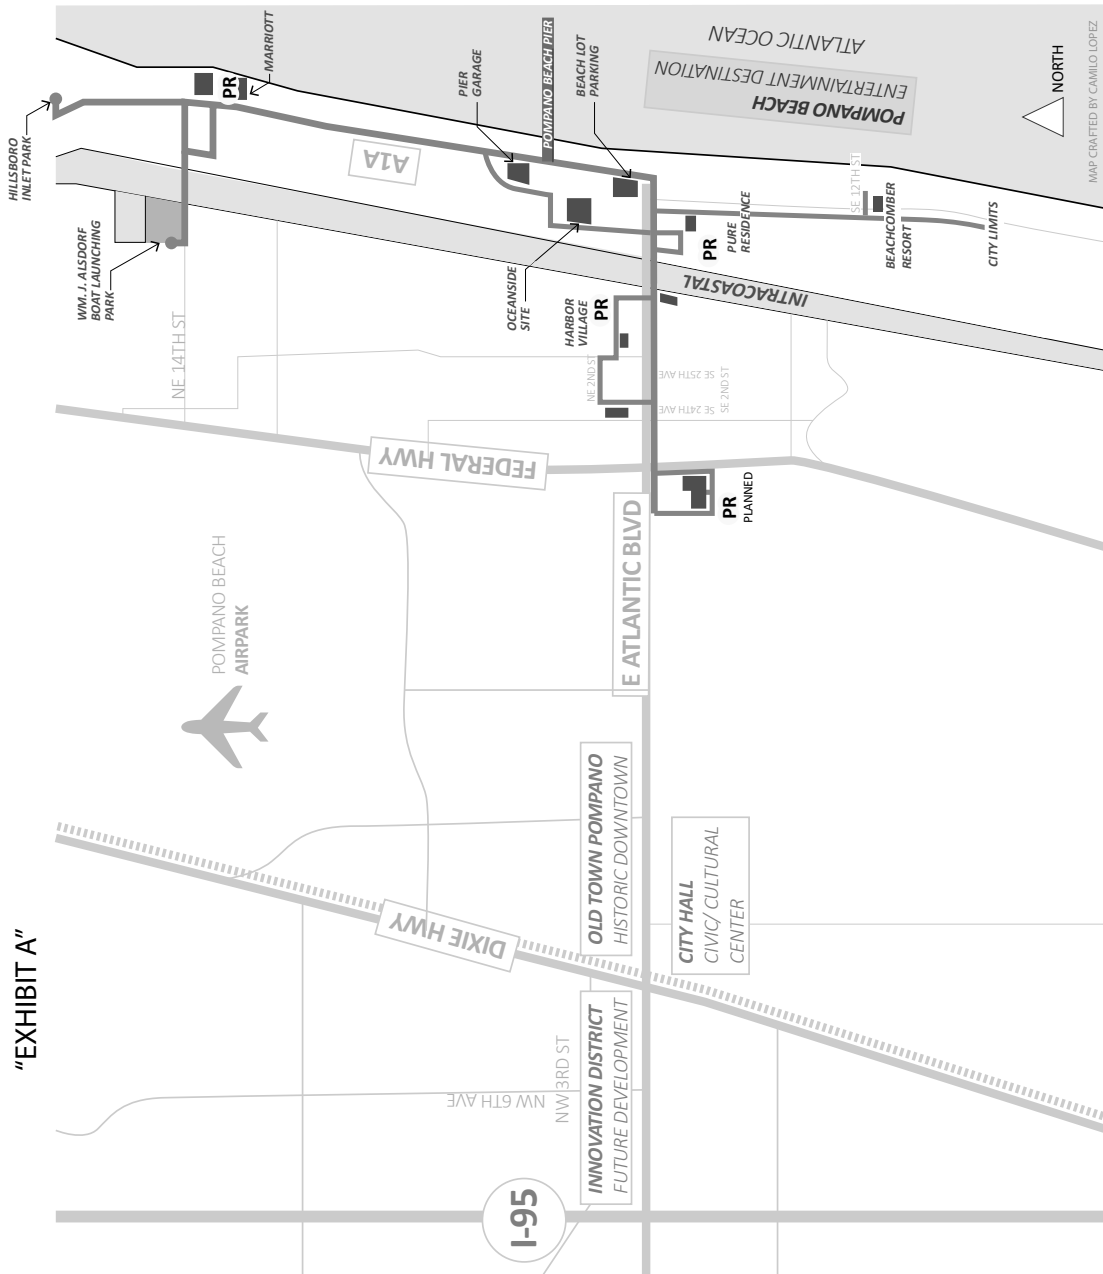 “EXHIBIT A”
HILLSBORO
INLET PARK
MARRIOTT
PR
WM. J. ALSDORF
BOAT LAUNCHING
PARK
NE 14TH ST
A1A
PIER
GARAGE
POMPANO BEACH PIER
BEACH LOT
PARKING
ATLANTIC OCEAN
POMPANO BEACH
ENTERTAINMENT DESTINATION
NORTH
MAP CRAFTED BY CAMILO LOPEZ
OCEANSIDE
SITE
HARBOR
VILLAGE
PR
PR
PURE
RESIDENCE
SE 12TH ST
BEACHCOMBER
RESORT
CITY LIMITS
INTRACOASTAL
NE 2ND ST
SE 25TH AVE
SE 24TH AVE
SE 2ND ST
FEDERAL HWY
PR
PLANNED
E ATLANTIC BLVD
POMPANO BEACH
AIRPARK
OLD TOWN POMPANO
HISTORIC DOWNTOWN
CITY HALL
CIVIC/ CULTURAL
CENTER
DIXIE HWY
INNOVATION DISTRICT
FUTURE DEVELOPMENT
NW 3RD ST
NW 6TH AVE
I-95